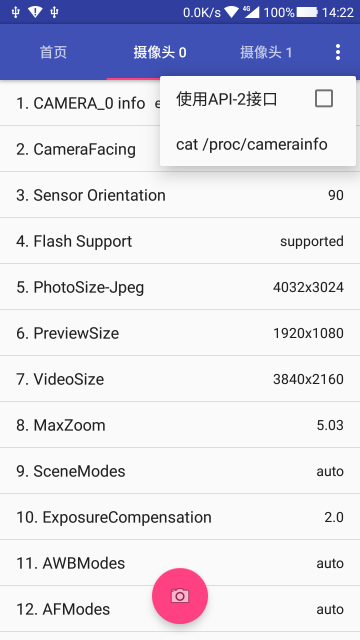 0.0K/s 4G 100% 14:22
首页 摄像头 0 摄像头 1
使用API-2接口
cat /proc/camerainfo
1. CAMERA_0 info
2. CameraFacing
3. Sensor Orientation 90
4. Flash Support supported
5. PhotoSize-Jpeg 4032x3024
6. PreviewSize 1920x1080
7. VideoSize 3840x2160
8. MaxZoom 5.03
9. SceneModes auto
10. ExposureCompensation 2.0
11. AWBModes auto
12. AFModes auto